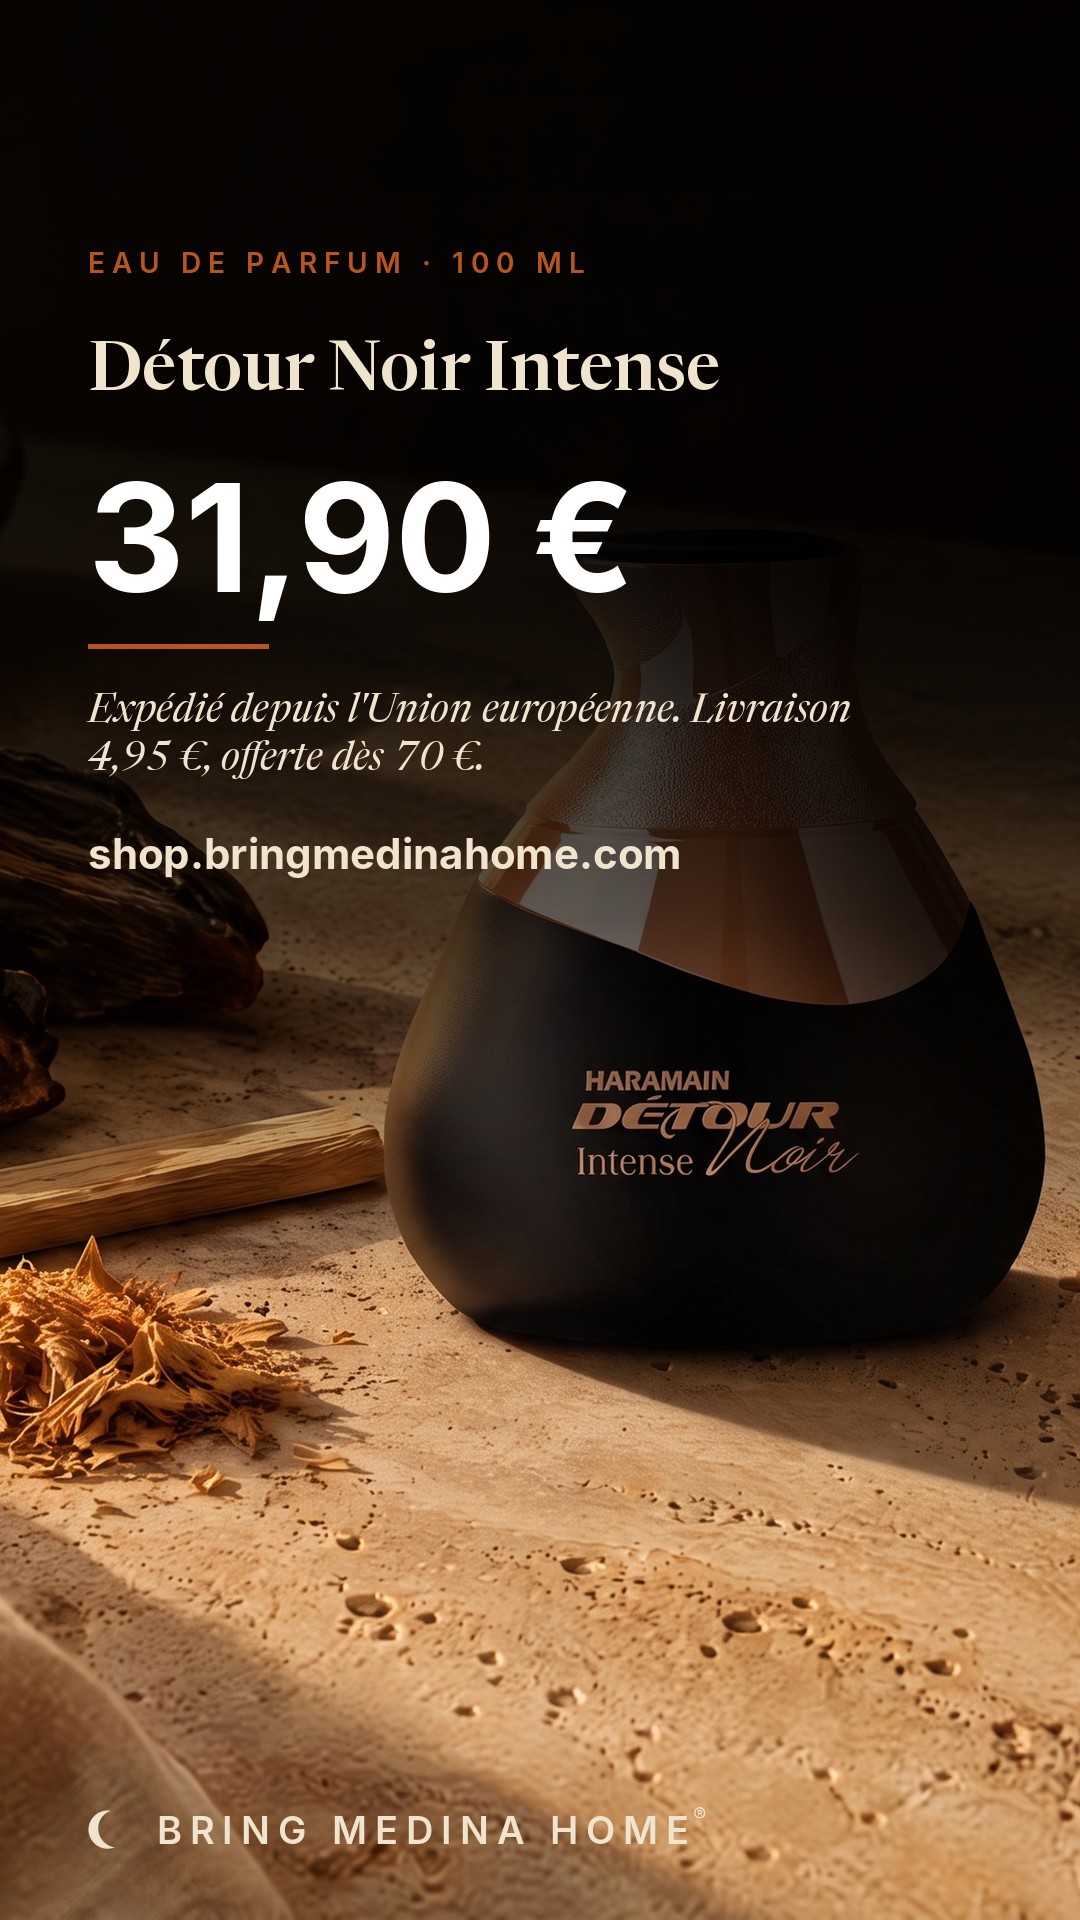 EAU DE PARFUM · 100 ML
Détour Noir Intense
31,90 €
Expédié depuis l'Union européenne. Livraison
4,95 €, offerte dès 70 €.
shop.bringmedinahome.com
HARAMAIN
DÉTOUR
Intense Noir
BRING MEDINA HOME®